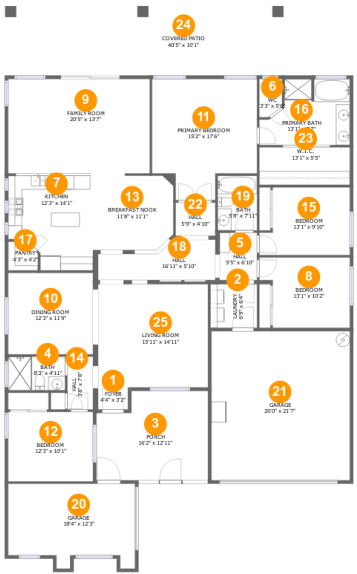 24
COVERED PATIO
40'5" x 10'1"
9
FAMILY ROOM
20'5" x 13'7"
11
PRIMARY BEDROOM
15'2" x 17'6"
6
WC
16
PRIMARY BATH
23
W.I.C.
13'1" x 5'5"
7
KITCHEN
12'3" x 14'1"
13
BREAKFAST NOOK
11'8" x 11'1"
22
HALL
5'9" x 4'10"
19
BATH
5'8" x 7'11"
15
BEDROOM
13'1" x 9'10"
17
PANTRY
4'3" x 4'2"
18
HALL
16'11" x 5'10"
5
HALL
5'5" x 6'10"
8
BEDROOM
13'1" x 10'2"
2
LAUNDRY
6'9" x 6'4"
10
DINING ROOM
12'3" x 11'9"
25
LIVING ROOM
15'11" x 14'11"
4
BATH
8'3" x 4'11"
14
HALL
3'8" x 7'8"
1
FOYER
4'4" x 3'2"
21
GARAGE
20'0" x 21'7"
12
BEDROOM
12'3" x 10'1"
3
PORCH
16'2" x 12'11"
20
GARAGE
18'4" x 12'3"